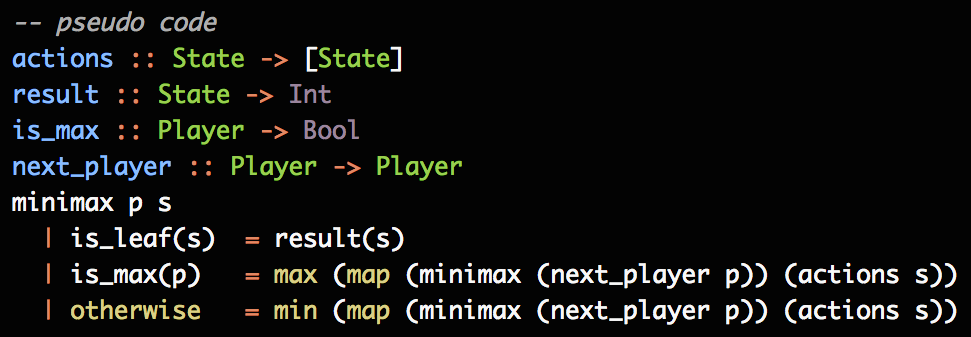 -- pseudo code
actions :: State -> [State]
result :: State -> Int
is_max :: Player -> Bool
next_player :: Player -> Player
minimax p s
  | is_leaf(s)  = result(s)
  | is_max(p)   = max (map (minimax (next_player p)) (actions s))
  | otherwise   = min (map (minimax (next_player p)) (actions s))